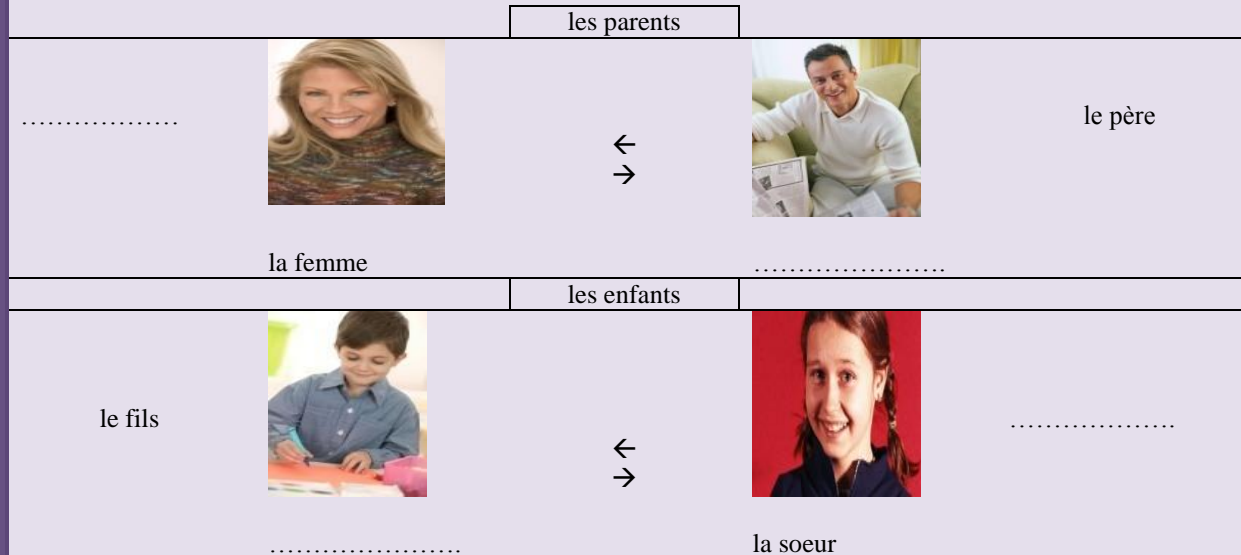 les parents
………………
le père
←
→
la femme
………………….
les enfants
le fils
……………….
←
→
………………….
la soeur